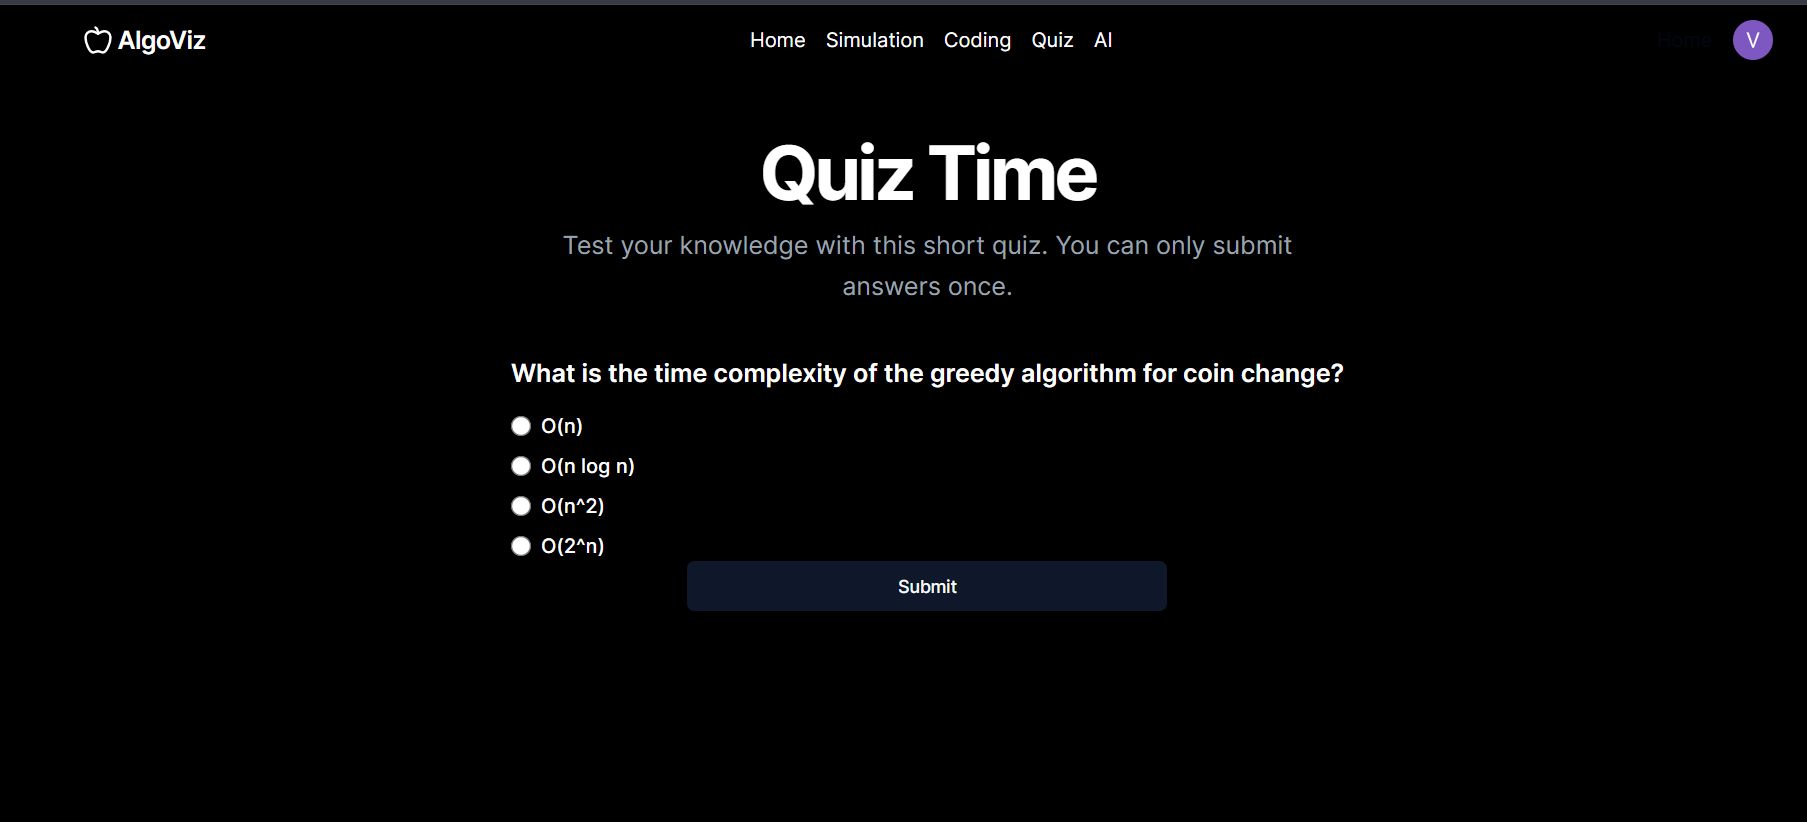 AlgoViz
Home Simulation Coding Quiz AI
Home
V
Quiz Time
Test your knowledge with this short quiz. You can only submit
answers once.
What is the time complexity of the greedy algorithm for coin change?
O(n)
O(n log n)
O(n^2)
O(2^n)
Submit